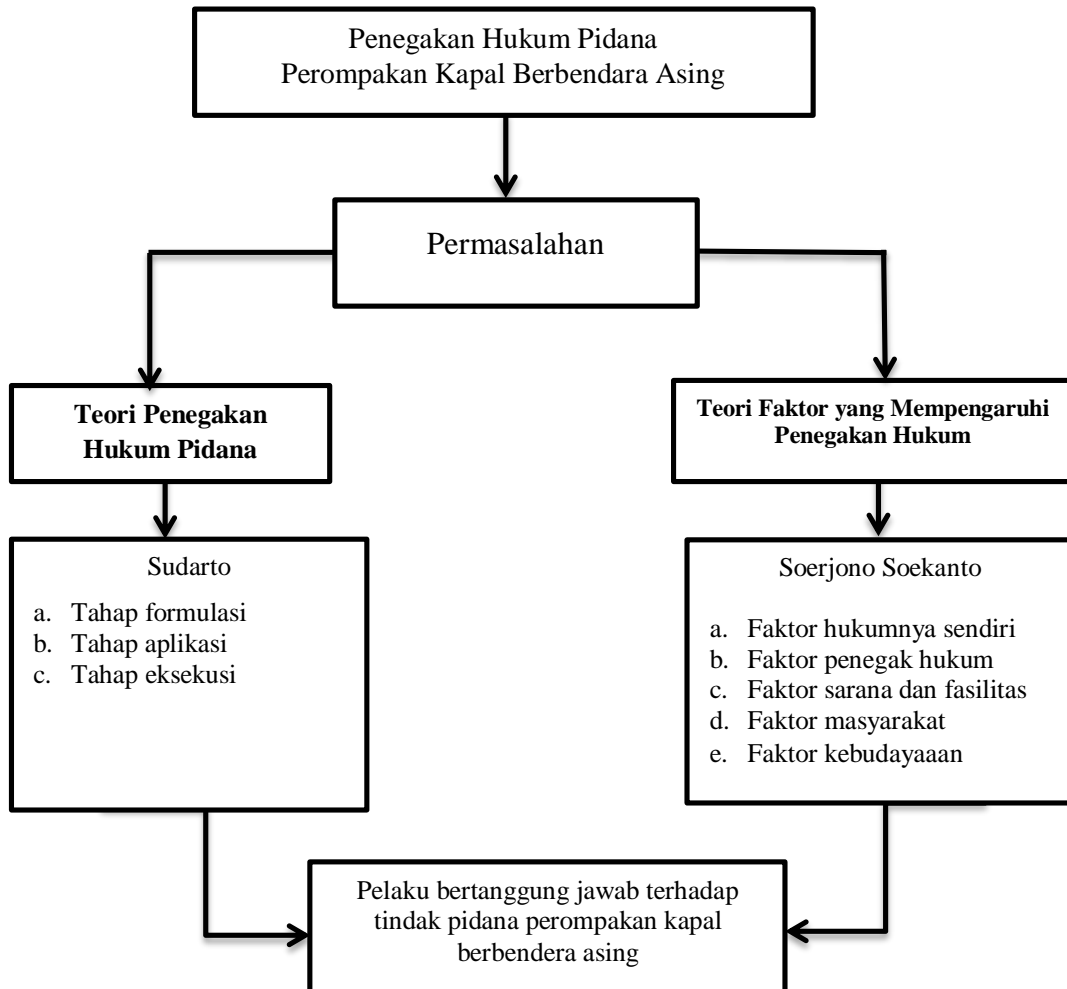 Penegakan Hukum Pidana
Perompakan Kapal Berbendara Asing
Permasalahan
Teori Penegakan
Hukum Pidana
Teori Faktor yang Mempengaruhi
Penegakan Hukum
Sudarto
a. Tahap formulasi
b. Tahap aplikasi
c. Tahap eksekusi
Soerjono Soekanto
a. Faktor hukumnya sendiri
b. Faktor penegak hukum
c. Faktor sarana dan fasilitas
d. Faktor masyarakat
e. Faktor kebudayaaan
Pelaku bertanggung jawab terhadap
tindak pidana perompakan kapal
berbendera asing